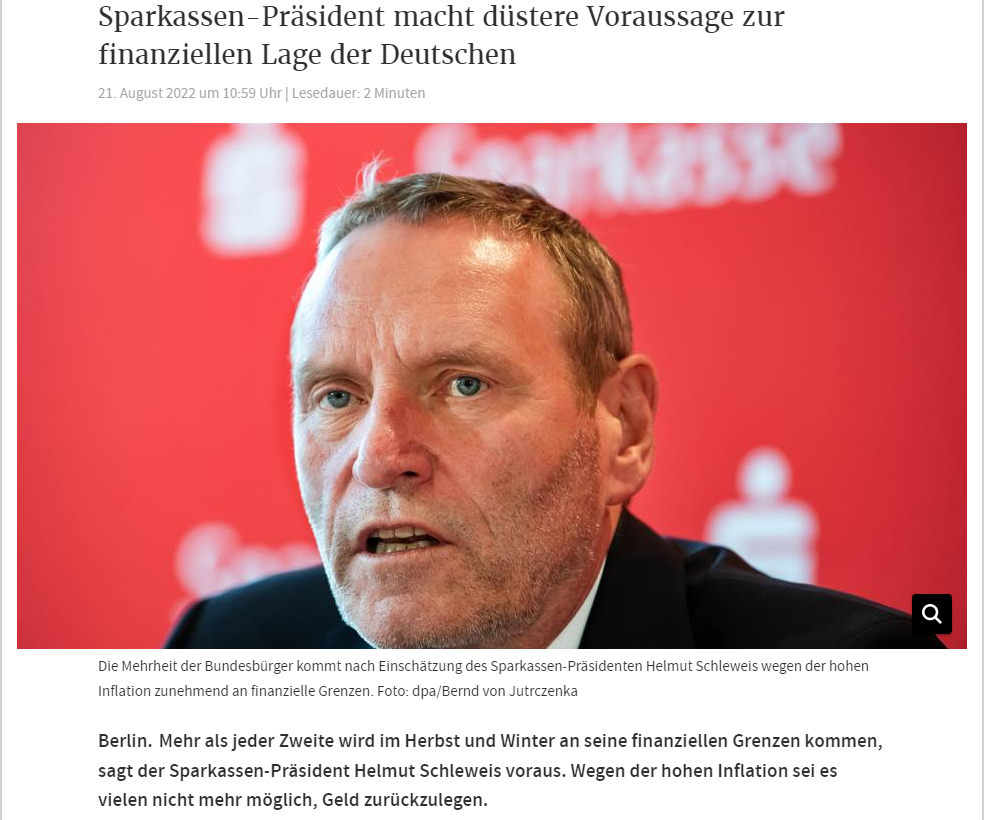 Sparkassen-Präsident macht düstere Voraussage zur
finanziellen Lage der Deutschen
21. August 2022 um 10:59 Uhr | Lesedauer: 2 Minuten
Sparkasse
Die Mehrheit der Bundesbürger kommt nach Einschätzung des Sparkassen-Präsidenten Helmut Schleweis wegen der hohen
Inflation zunehmend an finanzielle Grenzen. Foto: dpa/Bernd von Jutrczenka
Berlin. Mehr als jeder Zweite wird im Herbst und Winter an seine finanziellen Grenzen kommen,
sagt der Sparkassen-Präsident Helmut Schleweis voraus. Wegen der hohen Inflation sei es
vielen nicht mehr möglich, Geld zurückzulegen.